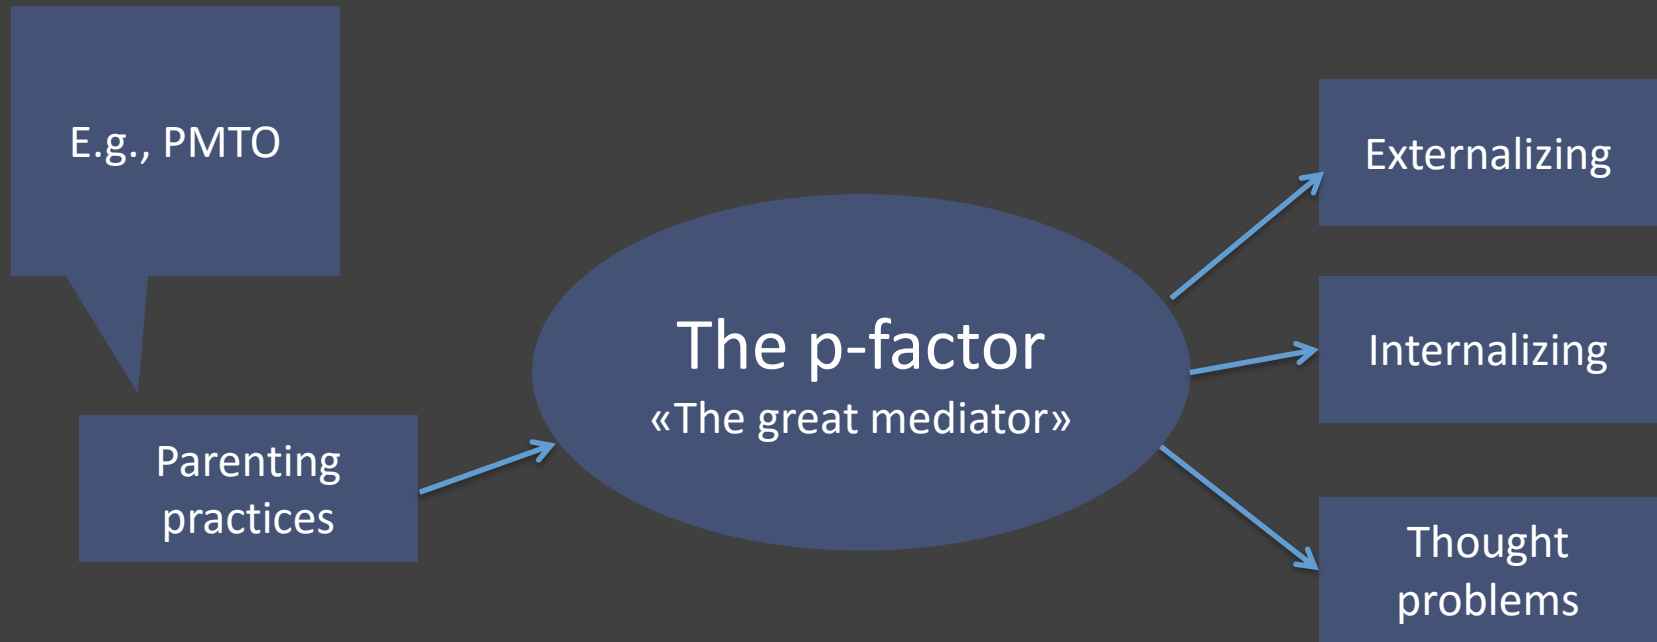 E.g., PMTO
Parenting
practices
The p-factor
«The great mediator»
Externalizing
Internalizing
Thought
problems